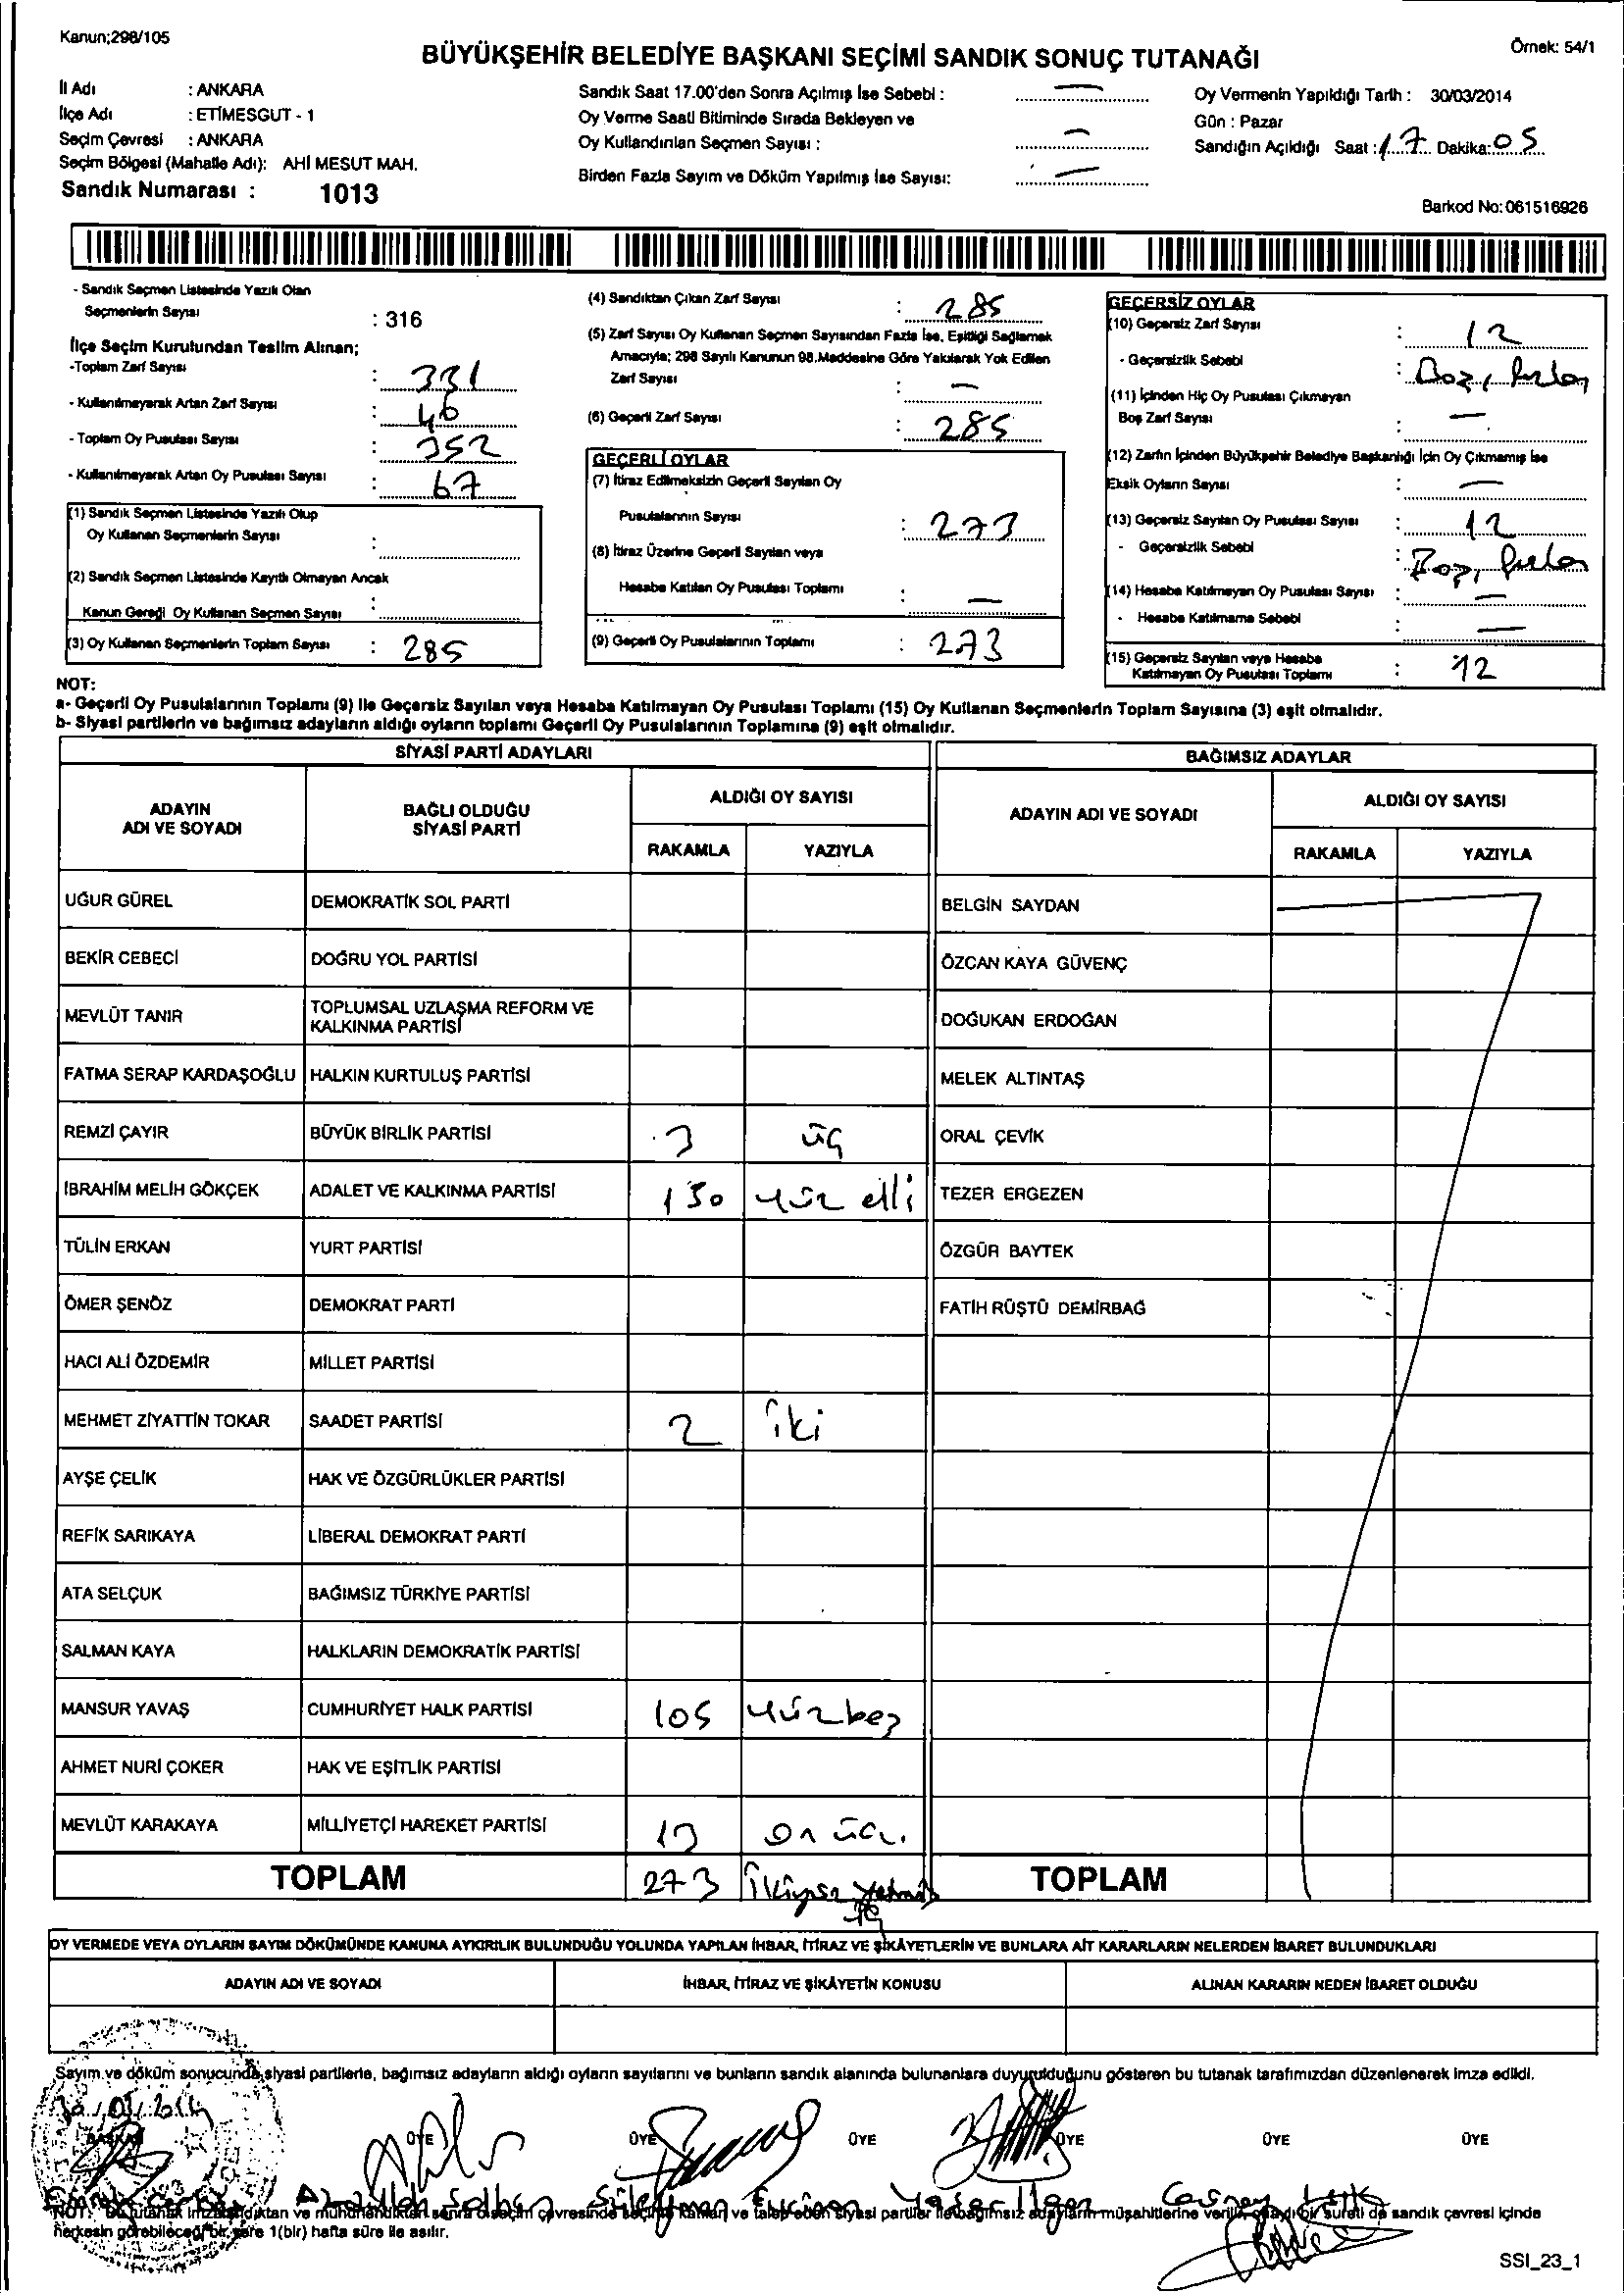 Kanun;298/105
BÜYÜKŞEHİR BELEDİYE BAŞKANI SEÇİMİ SANDIK SONUÇ TUTANAĞI
Örnek: 54/1
İl Adı : ANKARA
İlçe Adı : ETİMESGUT - 1
Seçim Çevresi : ANKARA
Seçim Bölgesi (Mahalle Adı): AHİ MESUT MAH.
Sandık Numarası : 1013
Sandık Saat 17.00'den Sonra Açılmış İse Sebebi : —
Oy Verme Saati Bitiminde Sırada Bekleyen ve
Oy Kullandırılan Seçmen Sayısı : —
Birden Fazla Sayım ve Döküm Yapılmış İse Sayısı: —
Oy Vermenin Yapıldığı Tarih : 30/03/2014
Gün : Pazar
Sandığın Açıldığı Saat : 17 Dakika: 05
Barkod No: 061516926
- Sandık Seçmen Listesinde Yazılı Olan
Seçmenlerin Sayısı : 316
İlçe Seçim Kurulundan Teslim Alınan;
-Toplam Zarf Sayısı : 331
- Kullanılmayarak Artan Zarf Sayısı : 46
- Toplam Oy Pusulası Sayısı : 352
- Kullanılmayarak Artan Oy Pusulası Sayısı : 67
(1) Sandık Seçmen Listesinde Yazılı Olup
Oy Kullanan Seçmenlerin Sayısı :
(2) Sandık Seçmen Listesinde Kayıtlı Olmayan Ancak
Kanun Gereği Oy Kullanan Seçmen Sayısı :
(3) Oy Kullanan Seçmenlerin Toplam Sayısı : 285
(4) Sandıktan Çıkan Zarf Sayısı : 285
(5) Zarf Sayısı Oy Kullanan Seçmen Sayısından Fazla İse, Eşitliği Sağlamak
Amacıyla; 298 Sayılı Kanunun 98.Maddesine Göre Yakılarak Yok Edilen
Zarf Sayısı : —
(6) Geçerli Zarf Sayısı : 285
GEÇERLİ OYLAR
(7) İtiraz Edilmeksizin Geçerli Sayılan Oy
Pusulalarının Sayısı : 273
(8) İtiraz Üzerine Geçerli Sayılan veya
Hesaba Katılan Oy Pusulası Toplamı : —
(9) Geçerli Oy Pusulalarının Toplamı : 273
GEÇERSİZ OYLAR
(10) Geçersiz Zarf Sayısı : 12
- Geçersizlik Sebebi :
(11) İçinden Hiç Oy Pusulası Çıkmayan
Boş Zarf Sayısı : —
(12) Zarfın İçinden Büyükşehir Belediye Başkanlığı İçin Oy Çıkmamış İse
Eksik Oyların Sayısı : —
(13) Geçersiz Sayılan Oy Pusulası Sayısı : 12
- Geçersizlik Sebebi :
(14) Hesaba Katılmayan Oy Pusulası Sayısı : —
- Hesaba Katılmama Sebebi : —
(15) Geçersiz Sayılan veya Hesaba
Katılmayan Oy Pusulası Toplamı : 12
NOT:
a- Geçerli Oy Pusulalarının Toplamı (9) ile Geçersiz Sayılan veya Hesaba Katılmayan Oy Pusulası Toplamı (15) Oy Kullanan Seçmenlerin Toplam Sayısına (3) eşit olmalıdır.
b- Siyasi partilerin ve bağımsız adayların aldığı oyların toplamı Geçerli Oy Pusulalarının Toplamına (9) eşit olmalıdır.
SİYASİ PARTİ ADAYLARI BAĞIMSIZ ADAYLAR
ADAYIN ADI VE SOYADI BAĞLI OLDUĞU SİYASİ PARTİ ALDIĞI OY SAYISI ADAYIN ADI VE SOYADI ALDIĞI OY SAYISI
RAKAMLA YAZIYLA RAKAMLA YAZIYLA
UĞUR GÜREL DEMOKRATİK SOL PARTİ BELGİN SAYDAN
BEKİR CEBECİ DOĞRU YOL PARTİSİ ÖZCAN KAYA GÜVENÇ
MEVLÜT TANIR TOPLUMSAL UZLAŞMA REFORM VE KALKINMA PARTİSİ DOĞUKAN ERDOĞAN
FATMA SERAP KARDAŞOĞLU HALKIN KURTULUŞ PARTİSİ MELEK ALTINTAŞ
REMZİ ÇAYIR BÜYÜK BİRLİK PARTİSİ 3 üç ORAL ÇEVİK
İBRAHİM MELİH GÖKÇEK ADALET VE KALKINMA PARTİSİ 150 yüz elli TEZER ERGEZEN
TÜLİN ERKAN YURT PARTİSİ ÖZGÜR BAYTEK
ÖMER ŞENÖZ DEMOKRAT PARTİ FATİH RÜŞTÜ DEMİRBAĞ
HACI ALİ ÖZDEMİR MİLLET PARTİSİ
MEHMET ZİYATTİN TOKAR SAADET PARTİSİ 2 iki
AYŞE ÇELİK HAK VE ÖZGÜRLÜKLER PARTİSİ
REFİK SARIKAYA LİBERAL DEMOKRAT PARTİ
ATA SELÇUK BAĞIMSIZ TÜRKİYE PARTİSİ
SALMAN KAYA HALKLARIN DEMOKRATİK PARTİSİ
MANSUR YAVAŞ CUMHURİYET HALK PARTİSİ 105 yüzbeş
AHMET NURİ ÇOKER HAK VE EŞİTLİK PARTİSİ
MEVLÜT KARAKAYA MİLLİYETÇİ HAREKET PARTİSİ 13 on üç.
TOPLAM 273 ikiyüz yetmiş üç TOPLAM
OY VERMEDE VEYA OYLARIN SAYIM DÖKÜMÜNDE KANUNA AYKIRILIK BULUNDUĞU YOLUNDA YAPILAN İHBAR, İTİRAZ VE ŞİKÂYETLERİN VE BUNLARA AİT KARARLARIN NELERDEN İBARET BULUNDUKLARI
ADAYIN ADI VE SOYADI İHBAR, İTİRAZ VE ŞİKÂYETİN KONUSU ALINAN KARARIN NEDEN İBARET OLDUĞU
Sayım ve döküm sonucunda siyasi partilerle, bağımsız adayların aldığı oyların sayılarını ve bunların sandık alanında bulunanlara duyurulduğunu gösteren bu tutanak tarafımızdan düzenlenerek imza edildi.
30/03/2014
BAŞKAN ÜYE ÜYE ÜYE ÜYE ÜYE ÜYE
Süleyman Yaşar İlgen
NOT: Bu tutanak imzalandıktan ve mühürlendikten sonra o seçim çevresinde seçime katılan ve talep eden siyasi partiler ile bağımsız adayların müşahitlerine verilir, onaylı bir sureti de sandık çevresi içinde
herkesin görebileceği bir yere 1(bir) hafta süre ile asılır.
SSI_23_1